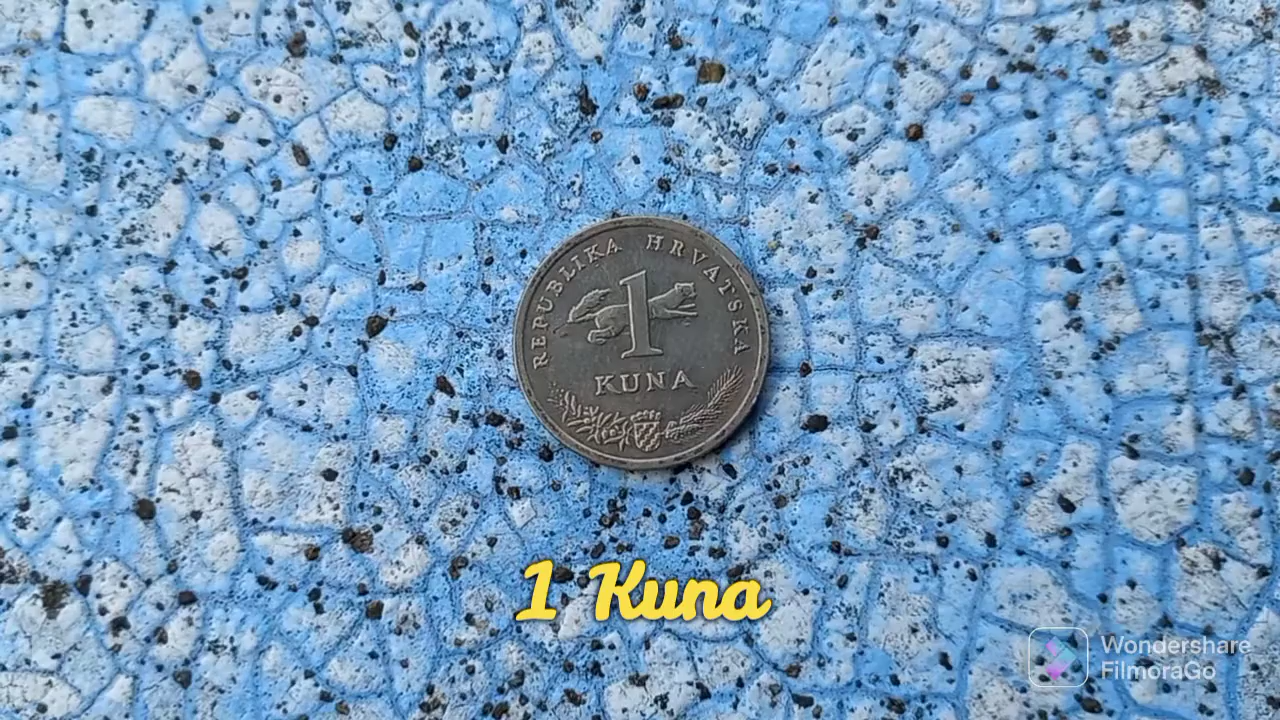 REPUBLIKA HRVATSKA
1
KUNA
1 Kuna
Wondershare
FilmoraGo